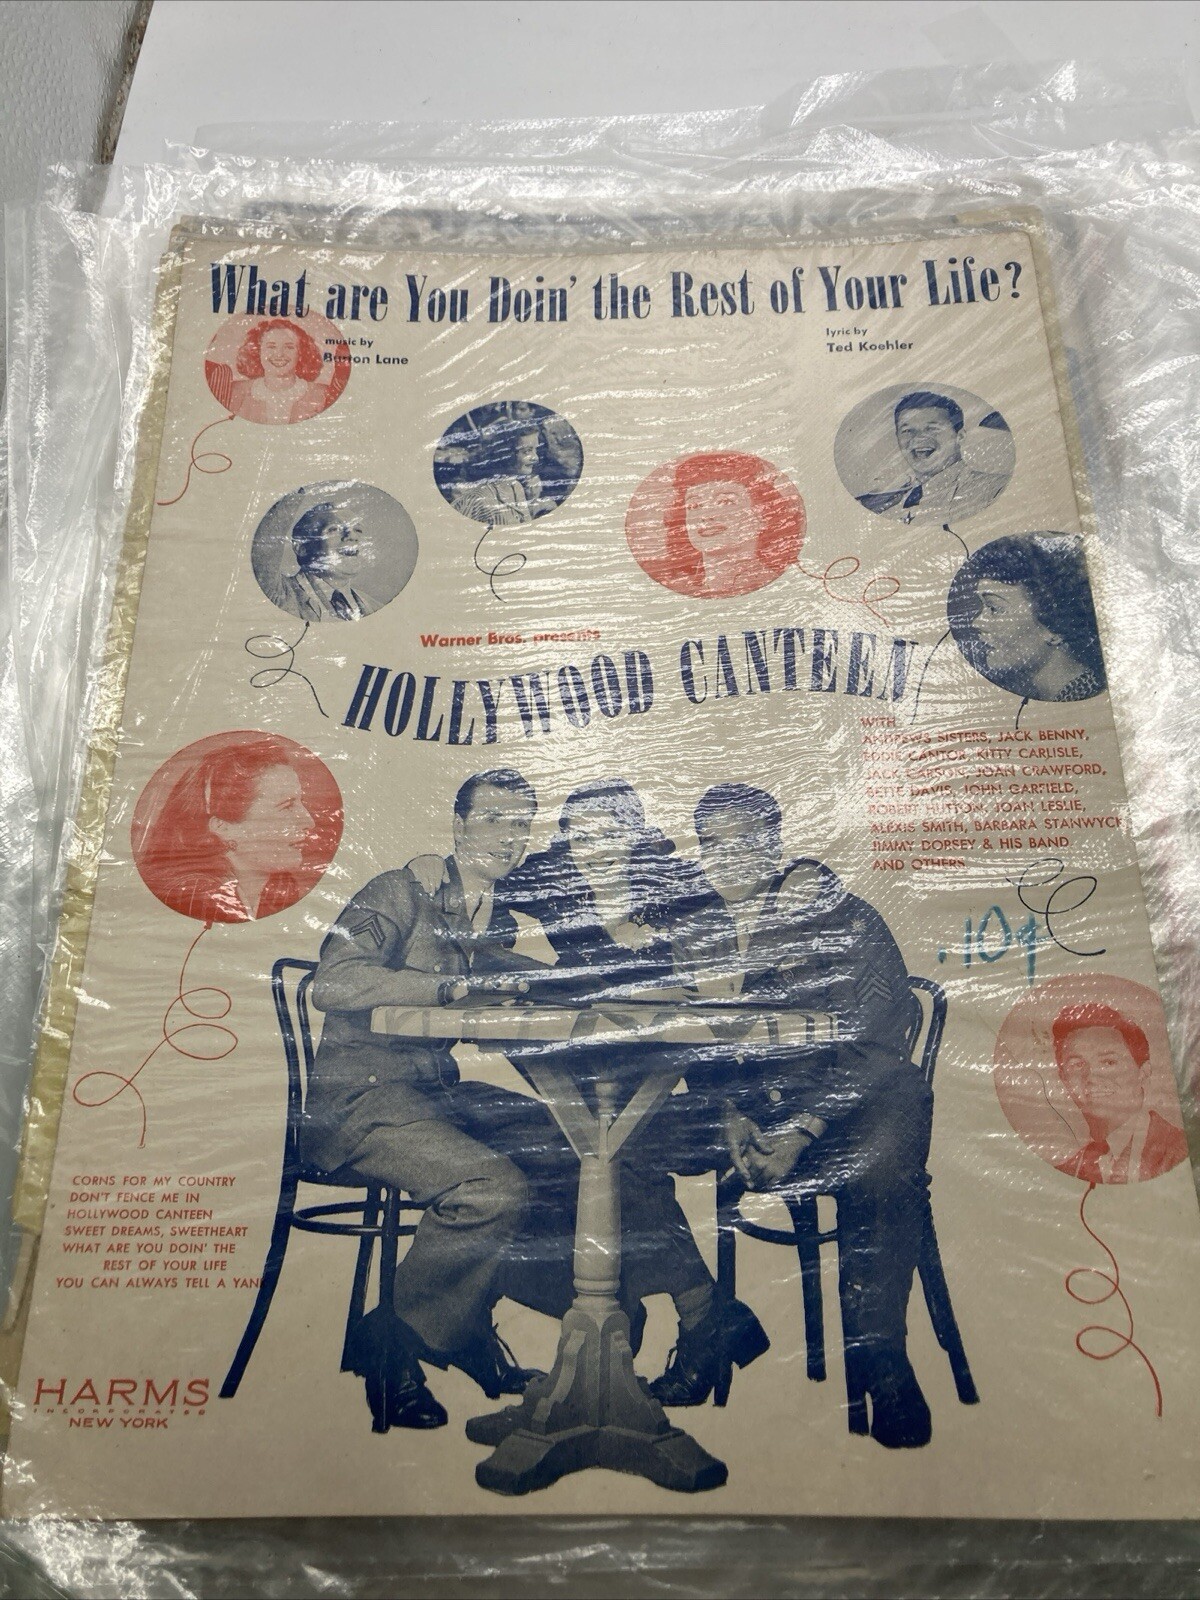 What are You Doin' the Rest of Your Life?
music by
Burton Lane
lyric by
Ted Koehler
Warner Bros. presents
HOLLYWOOD CANTEEN
WITH
ANDREWS SISTERS, JACK BENNY,
EDDIE CANTOR, KITTY CARLISLE,
JACK CARSON, JOAN CRAWFORD,
BETTE DAVIS, JOHN GARFIELD,
ROBERT HUTTON, JOAN LESLIE,
ALEXIS SMITH, BARBARA STANWYCK
JIMMY DORSEY & HIS BAND
AND OTHERS
.10¢
CORNS FOR MY COUNTRY
DON'T FENCE ME IN
HOLLYWOOD CANTEEN
SWEET DREAMS, SWEETHEART
WHAT ARE YOU DOIN' THE
REST OF YOUR LIFE
YOU CAN ALWAYS TELL A YANK
HARMS
INCORPORATED
NEW YORK